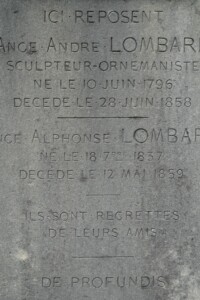 ICI REPOSENT
ANGE ANDRE LOMBARD
SCULPTEUR-ORNEMANISTE
NE LE 10 JUIN 1796
DECEDE LE 28 JUIN 1858
ALPHONSE LOMBAR
NE LE 18 7BRE 1837
DECEDE LE 12 MAI 1859
ILS SONT REGRETTES
DE LEURS AMIS
DE PROFUNDIS